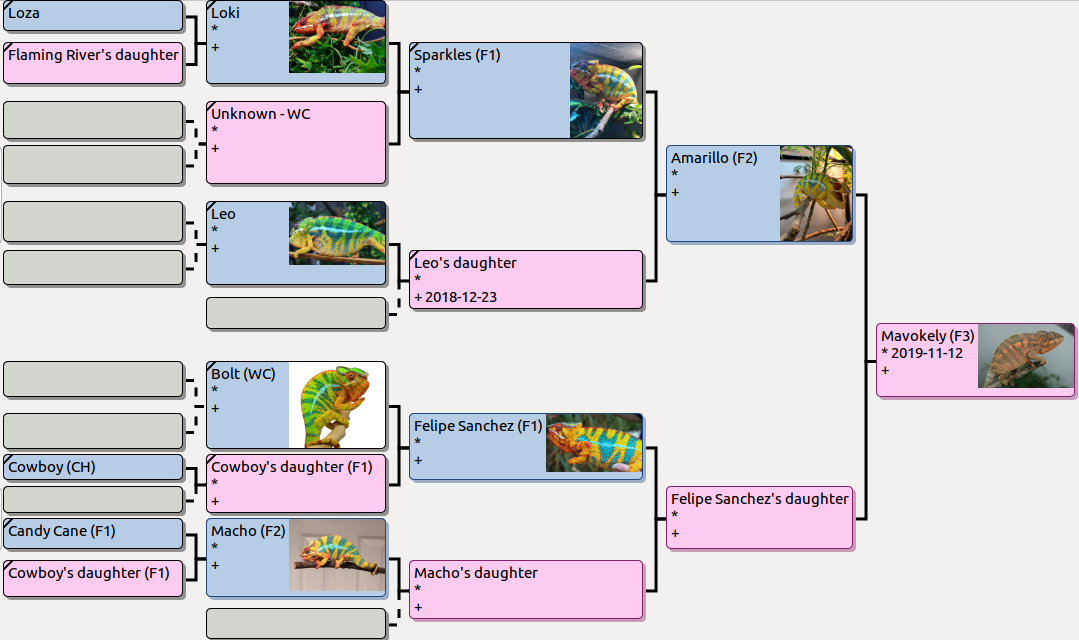 Loza
Flaming River's daughter
Loki
*
+
Unknown - WC
*
+
Sparkles (F1)
*
+
Leo
*
+
Leo's daughter
*
+ 2018-12-23
Amarillo (F2)
*
+
Bolt (WC)
*
+
Cowboy (CH)
Cowboy's daughter (F1)
*
+
Felipe Sanchez (F1)
*
+
Candy Cane (F1)
Cowboy's daughter (F1)
Macho (F2)
*
+
Macho's daughter
*
+
Felipe Sanchez's daughter
*
+
Mavokely (F3)
* 2019-11-12
+